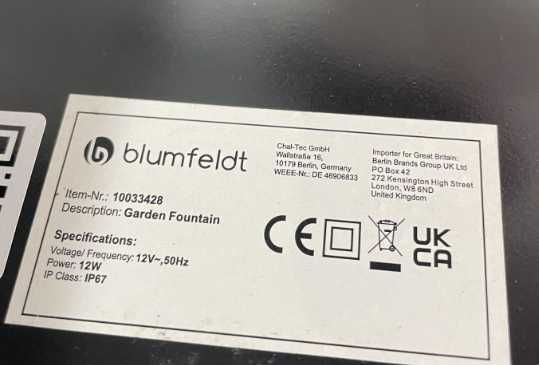 blumfeldt
Chal-Tec GmbH
Wallstraße 16,
10179 Berlin, Germany
WEEE-Nr.: DE 46906833
Importer for Great Britain:
Berlin Brands Group UK Ltd
PO Box 42
272 Kensington High Street
London, W8 6ND
United Kingdom
Item-Nr.: 10033428
Description: Garden Fountain
Specifications:
Voltage/ Frequency: 12V~,50Hz
Power: 12W
IP Class: IP67
CE
UK
CA